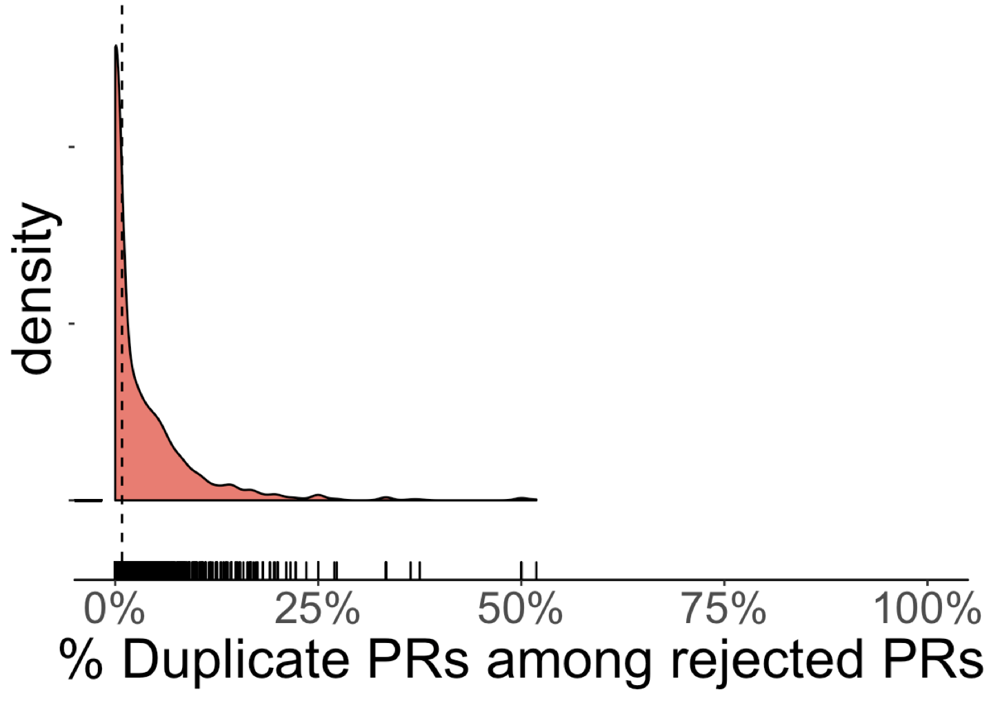 density
0% 25% 50% 75% 100%
% Duplicate PRs among rejected PRs